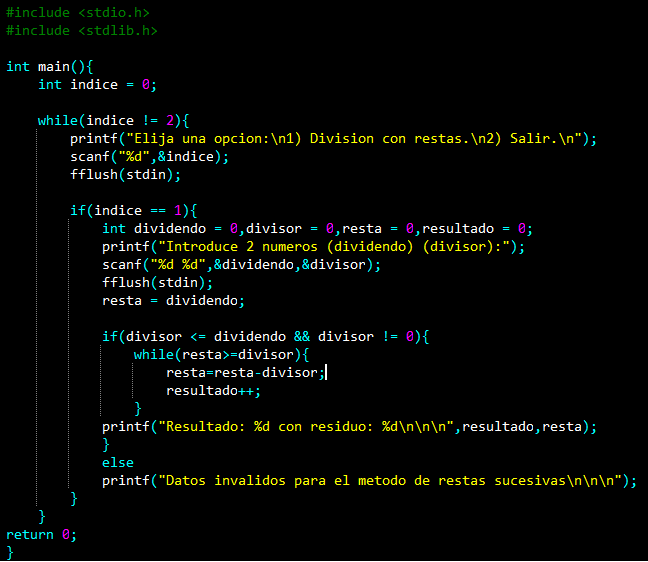 #include <stdio.h>
#include <stdlib.h>
int main(){
int indice = 0;
while(indice != 2){
printf("Elija una opcion:\n1) Division con restas.\n2) Salir.\n");
scanf("%d",&indice);
fflush(stdin);
if(indice == 1){
int dividendo = 0,divisor = 0,resta = 0,resultado = 0;
printf("Introduce 2 numeros (dividendo) (divisor):");
scanf("%d %d",&dividendo,&divisor);
fflush(stdin);
resta = dividendo;
if(divisor <= dividendo && divisor != 0){
while(resta>=divisor){
resta=resta-divisor;
resultado++;
}
printf("Resultado: %d con residuo: %d\n\n\n",resultado,resta);
}
else
printf("Datos invalidos para el metodo de restas sucesivas\n\n\n");
}
}
return 0;
}